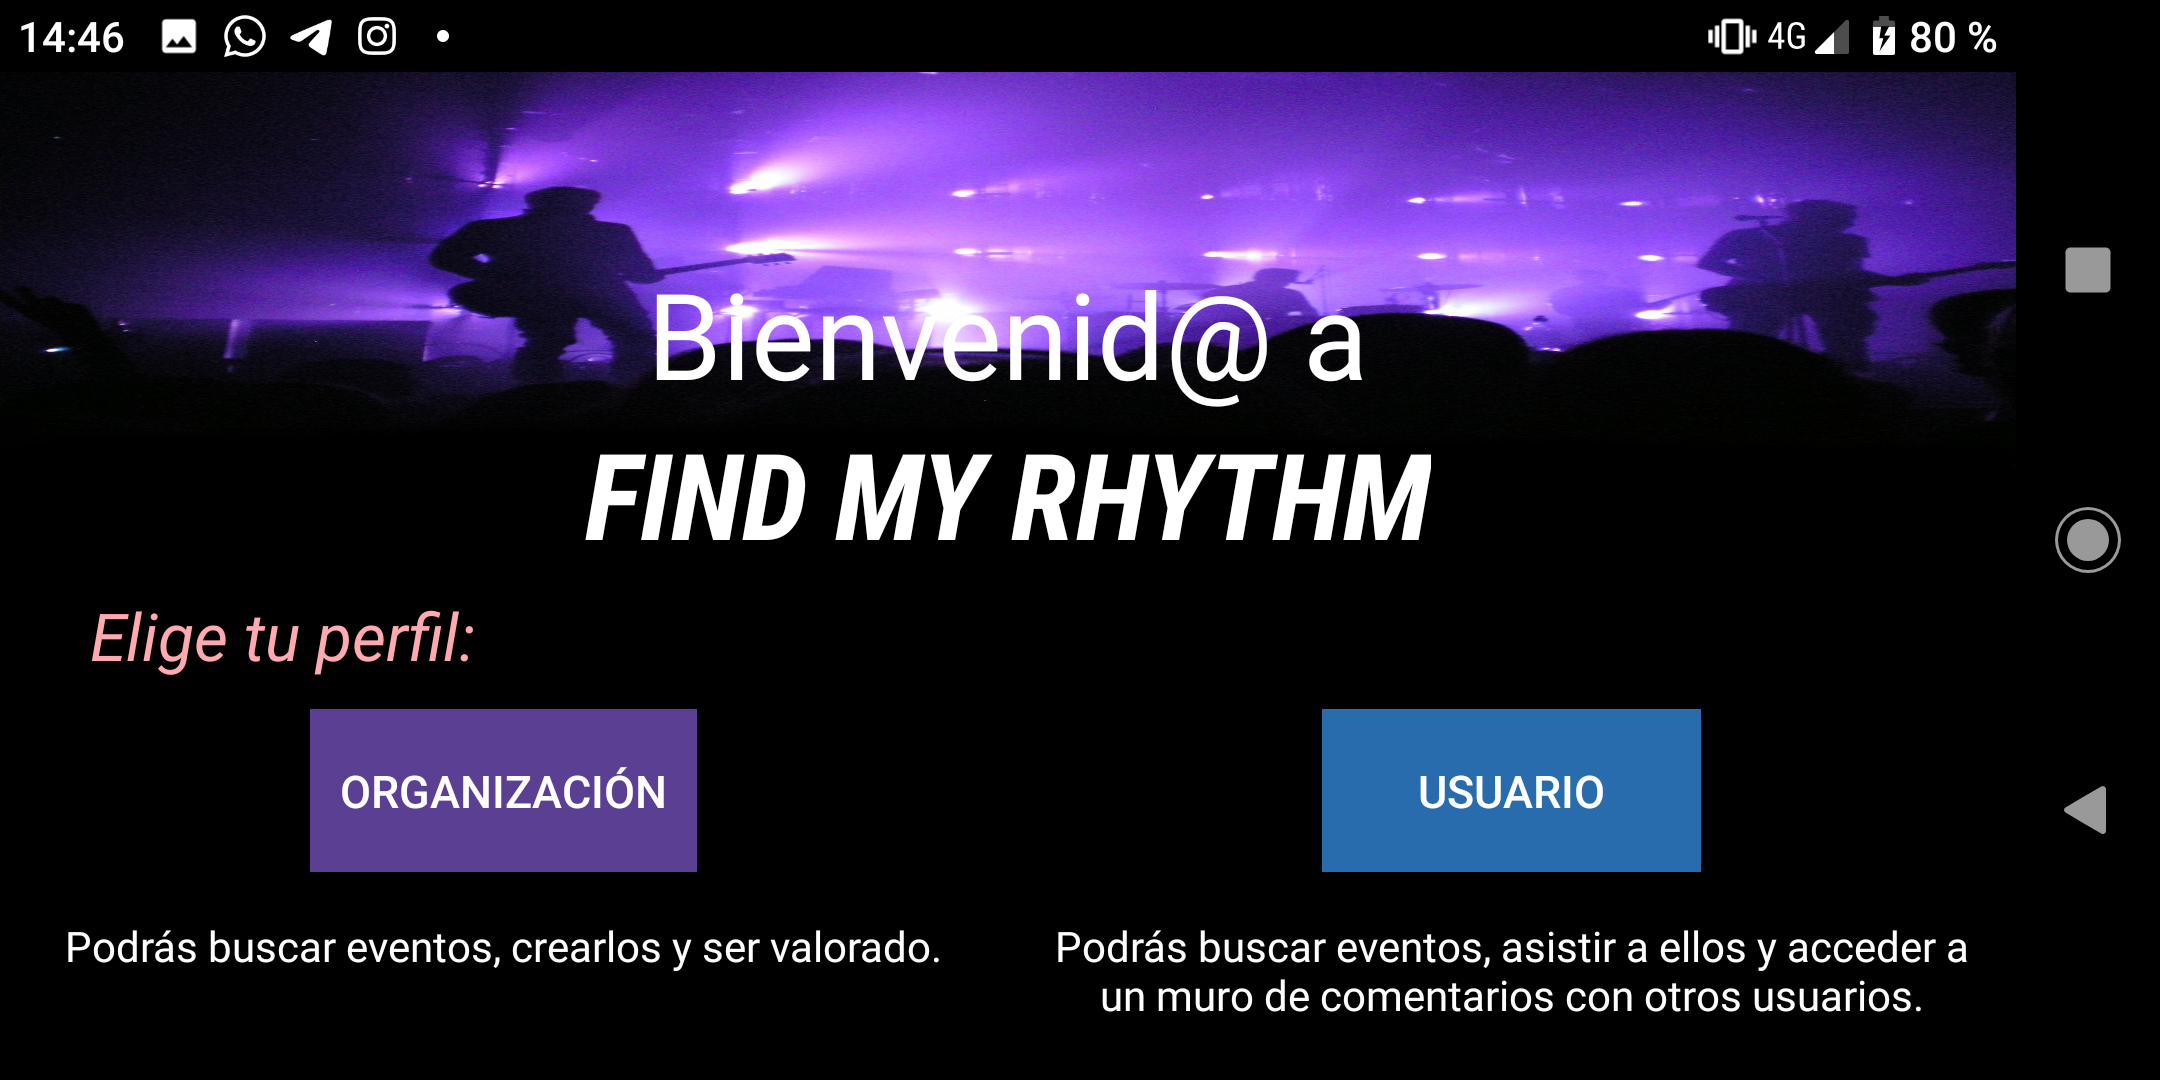 14:46 4G 80 %
Bienvenid@ a
FIND MY RHYTHM
Elige tu perfil:
ORGANIZACIÓN
Podrás buscar eventos, crearlos y ser valorado.
USUARIO
Podrás buscar eventos, asistir a ellos y acceder a
un muro de comentarios con otros usuarios.